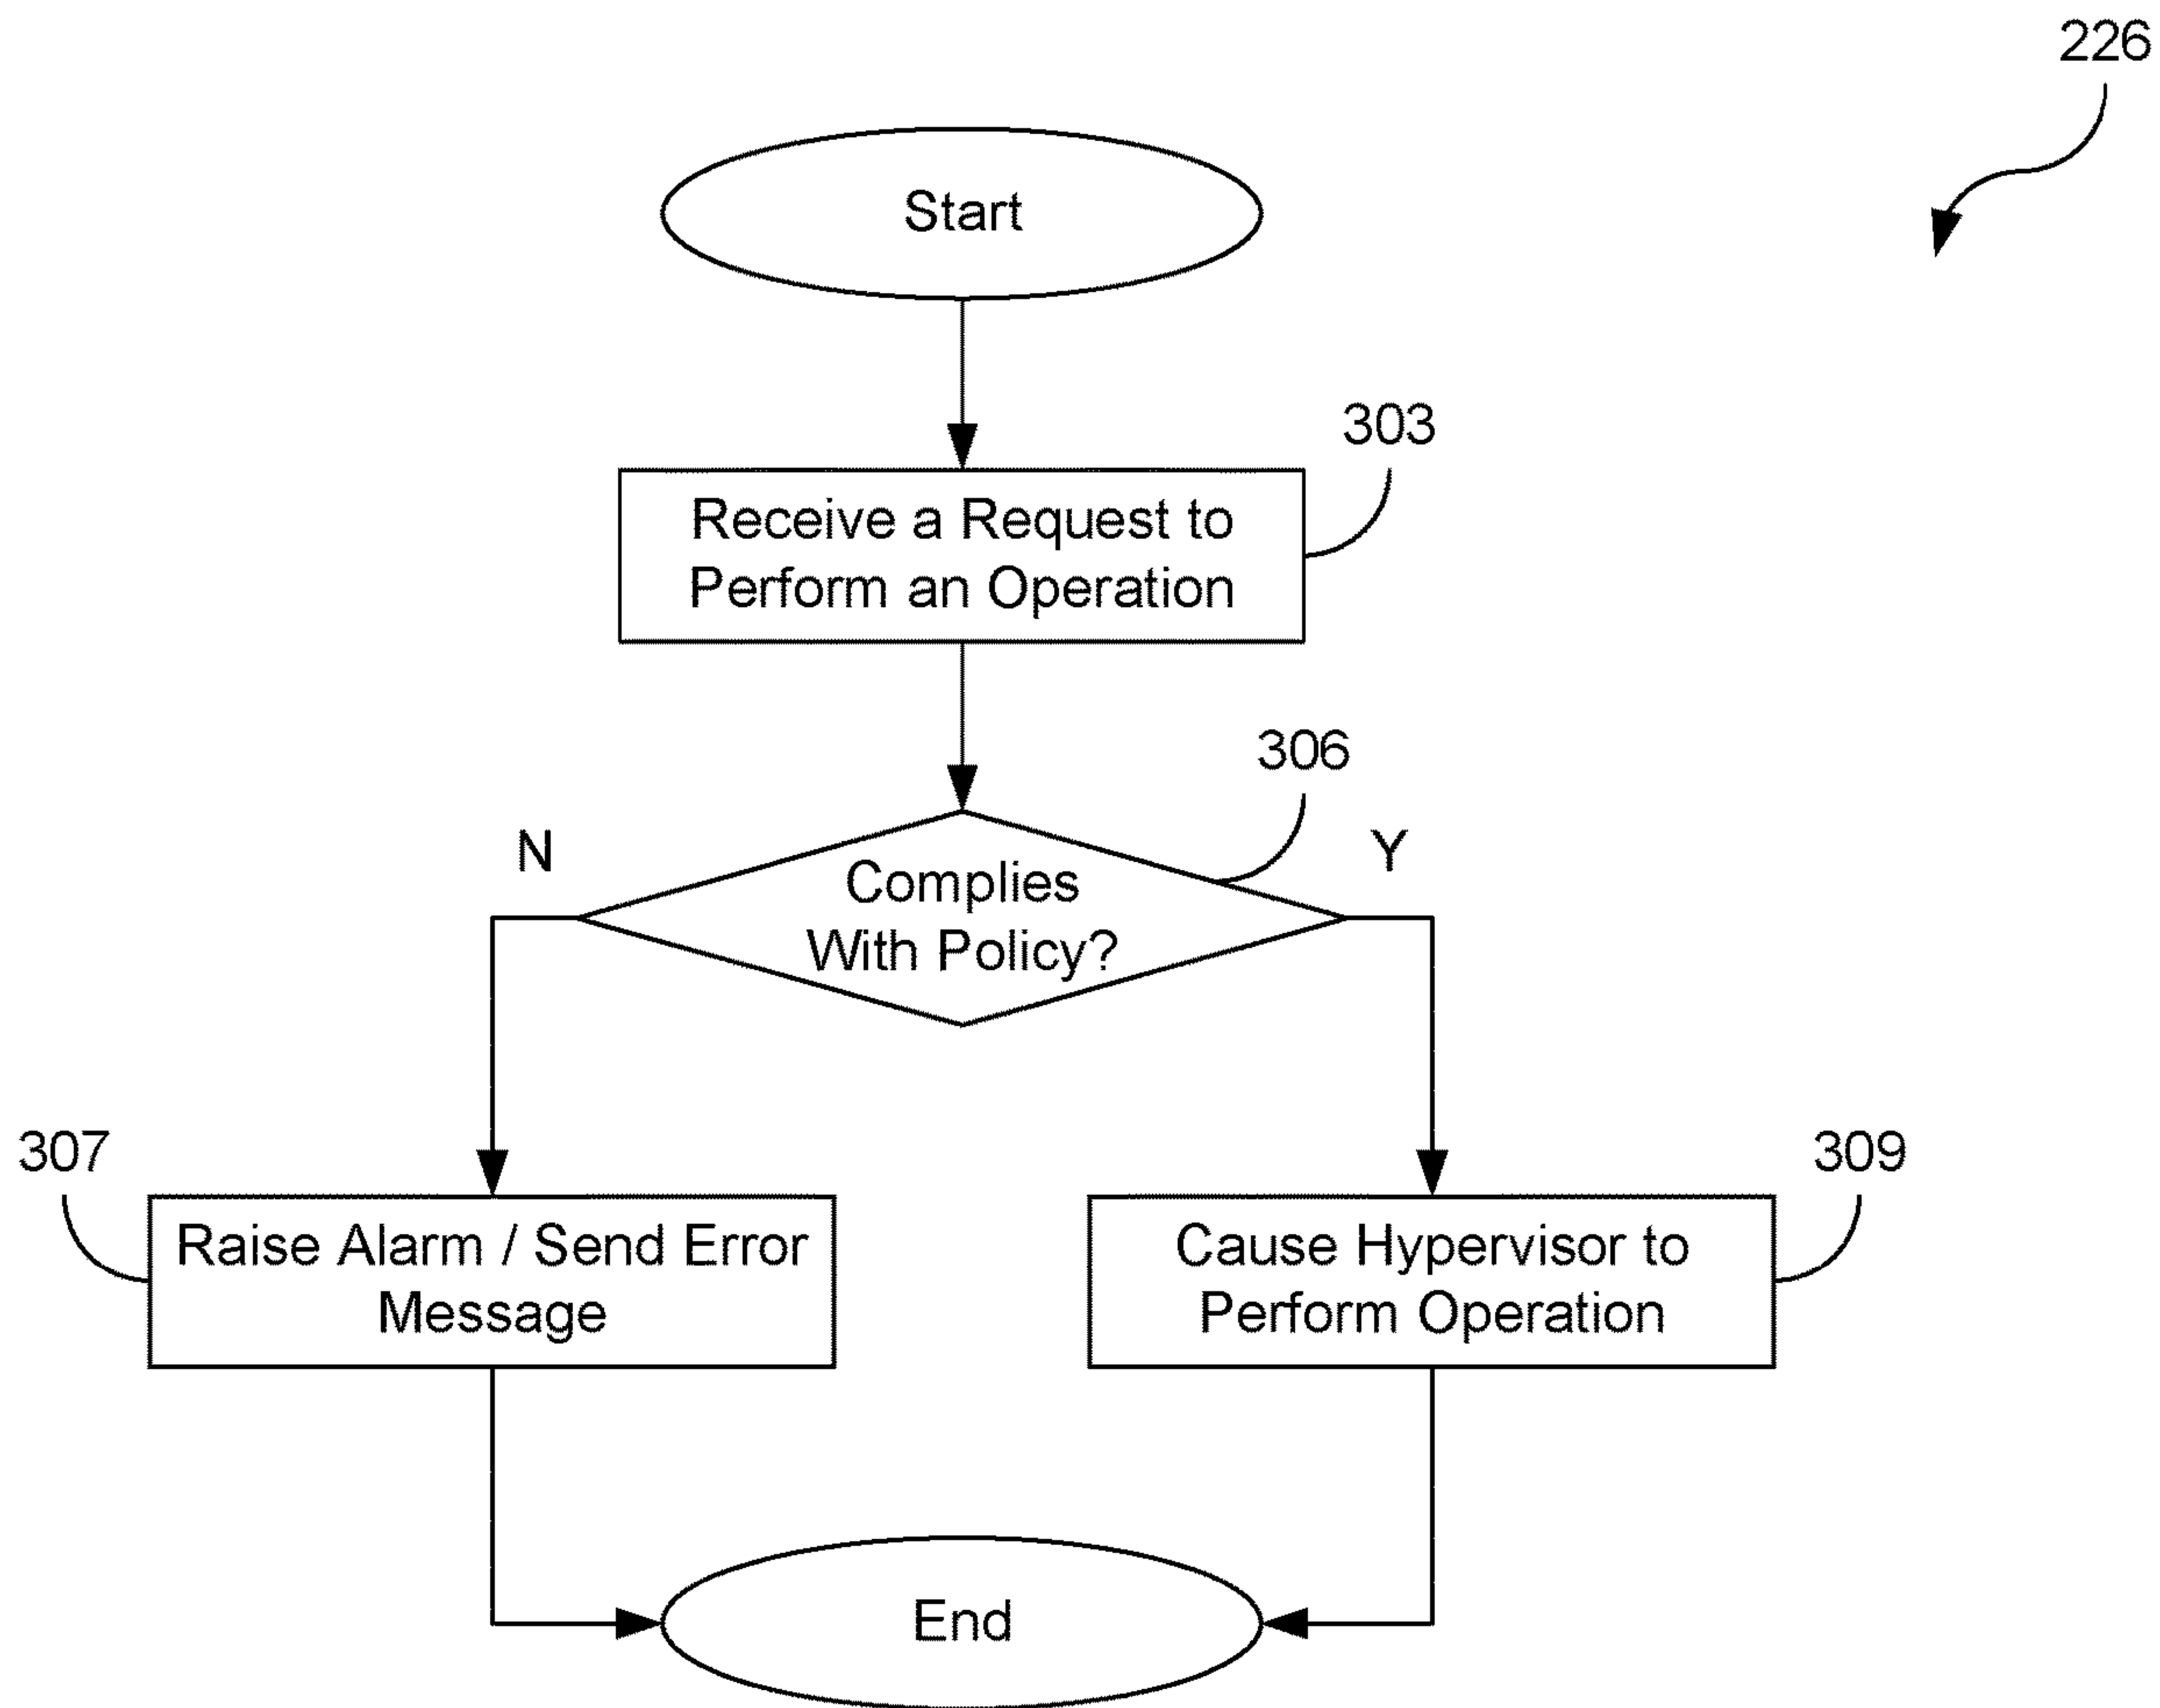 226
Start
303
Receive a Request to
Perform an Operation
306
N
Y
Complies
With Policy?
307
309
Raise Alarm / Send Error
Message
Cause Hypervisor to
Perform Operation
End